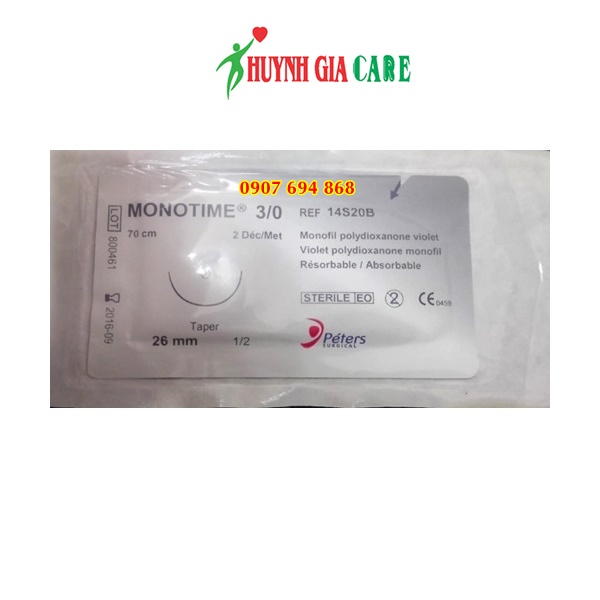 HUYNH GIA CARE
0907 694 868
MONOTIME® 3/0
REF 14S20B
70 cm
2 Déc/Met
Monofil polydioxanone violet
Violet polydioxanone monofil
Résorbable / Absorbable
LOT 800461
2016-09
STERILE EO
2
CE 0459
Taper
26 mm 1/2
Péters
SURGICAL